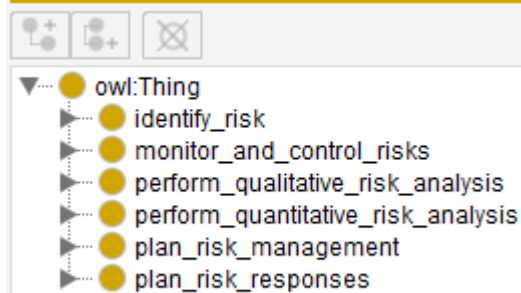 owl:Thing
identify_risk
monitor_and_control_risks
perform_qualitative_risk_analysis
perform_quantitative_risk_analysis
plan_risk_management
plan_risk_responses